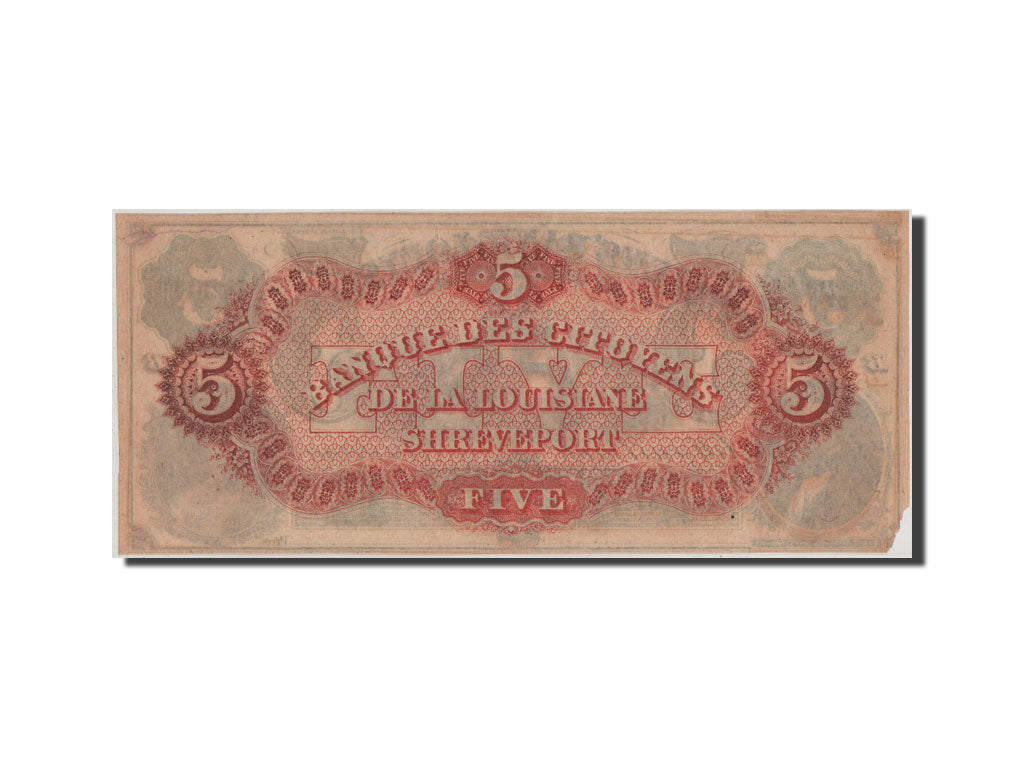 5
BANQUE DES CITOYENS
5 DE LA LOUISIANE 5
SHREVEPORT
FIVE